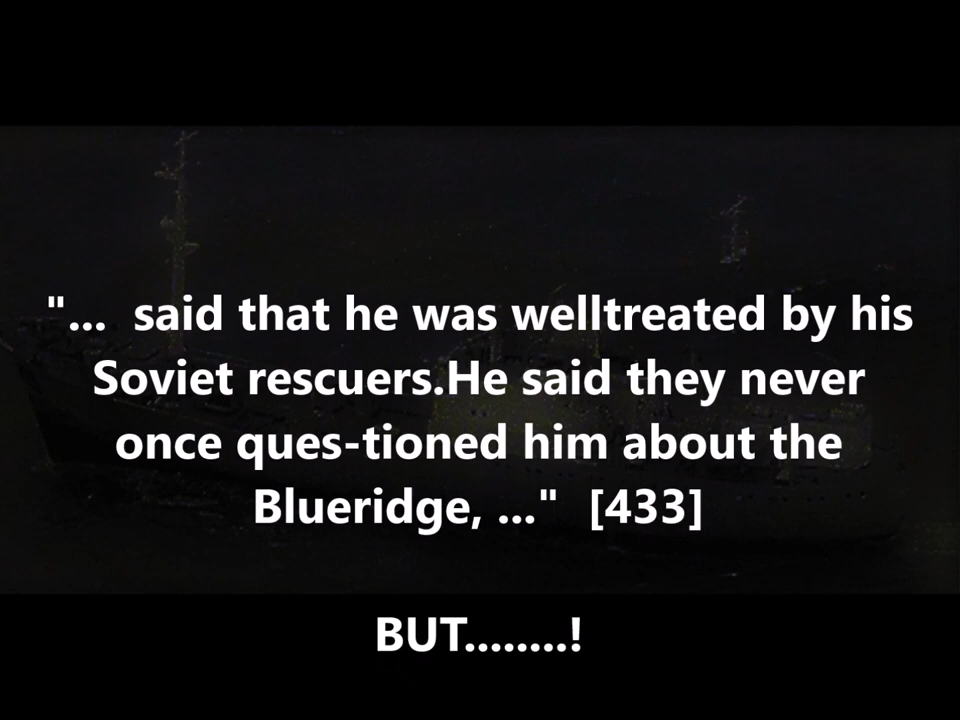 "...  said that he was welltreated by his
Soviet rescuers.He said they never
once ques-tioned him about the
Blueridge, ..."  [433]
BUT........!